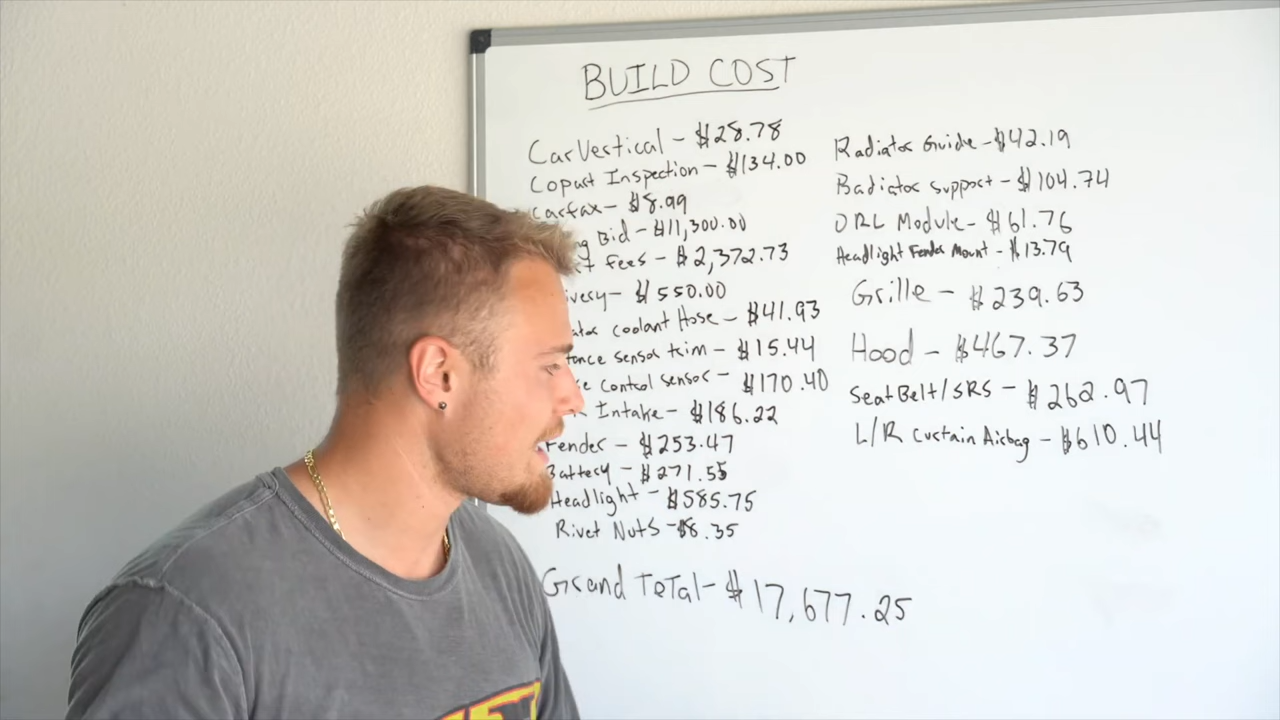 BUILD COST
CarVertical - $28.78
Copart Inspection - $134.00
Carfax - $8.99
Bid - $11,300.00
fees - $2,372.73
$550.00
coolant Hose - $41.93
sensor trim - $15.44
control sensor - $170.40
Intake - $186.22
Fender - $253.47
Battery - $271.55
Headlight - $585.75
Rivet Nuts - $8.35
Radiator Guide - $42.19
Radiator support - $104.74
DRL Module - $61.76
Headlight Fender Mount - $13.79
Grille - $239.63
Hood - $467.37
SeatBelt/SRS - $262.97
L/R Curtain Airbag - $610.44
Grand Total - $17,677.25